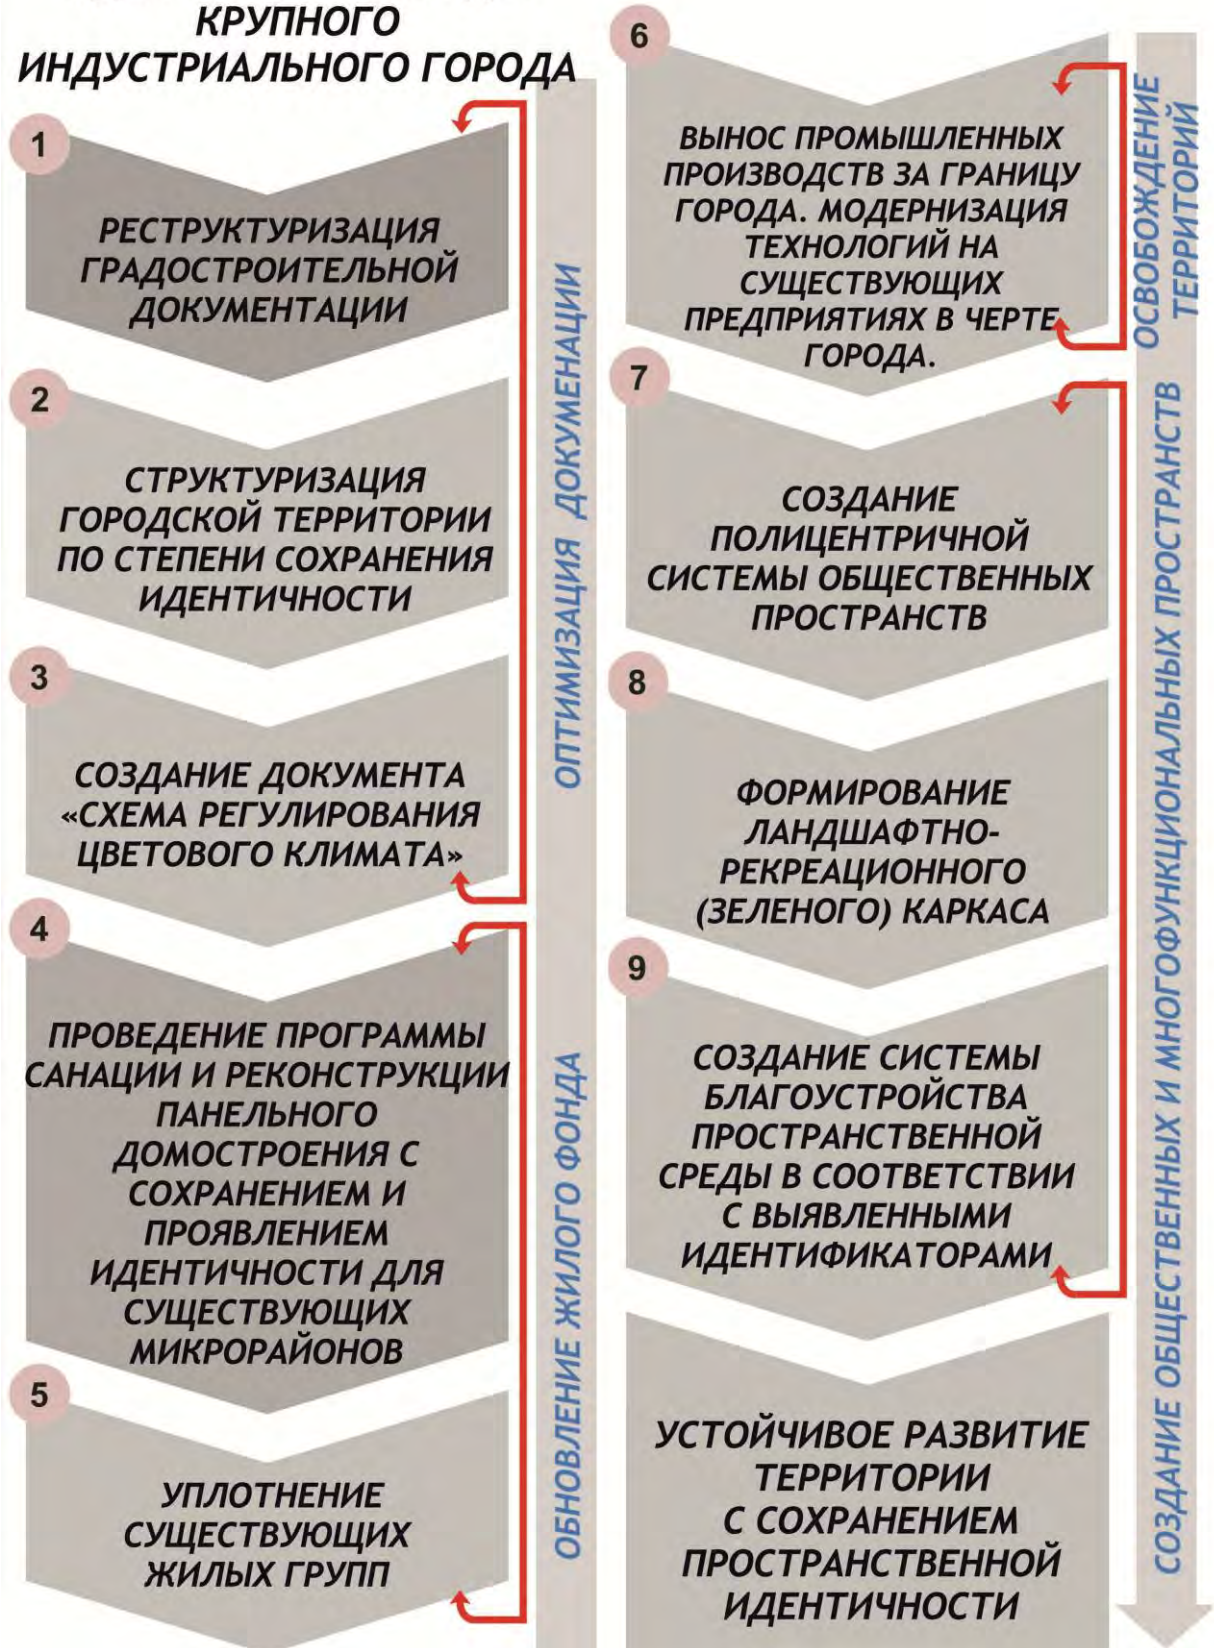 КРУПНОГО
ИНДУСТРИАЛЬНОГО ГОРОДА
1
РЕСТРУКТУРИЗАЦИЯ
ГРАДОСТРОИТЕЛЬНОЙ
ДОКУМЕНТАЦИИ
2
СТРУКТУРИЗАЦИЯ
ГОРОДСКОЙ ТЕРРИТОРИИ
ПО СТЕПЕНИ СОХРАНЕНИЯ
ИДЕНТИЧНОСТИ
3
СОЗДАНИЕ ДОКУМЕНТА
«СХЕМА РЕГУЛИРОВАНИЯ
ЦВЕТОВОГО КЛИМАТА»
ОПТИМИЗАЦИЯ ДОКУМЕНАЦИИ
4
ПРОВЕДЕНИЕ ПРОГРАММЫ
САНАЦИИ И РЕКОНСТРУКЦИИ
ПАНЕЛЬНОГО
ДОМОСТРОЕНИЯ С
СОХРАНЕНИЕМ И
ПРОЯВЛЕНИЕМ
ИДЕНТИЧНОСТИ ДЛЯ
СУЩЕСТВУЮЩИХ
МИКРОРАЙОНОВ
5
УПЛОТНЕНИЕ
СУЩЕСТВУЮЩИХ
ЖИЛЫХ ГРУПП
ОБНОВЛЕНИЕ ЖИЛОГО ФОНДА
6
ВЫНОС ПРОМЫШЛЕННЫХ
ПРОИЗВОДСТВ ЗА ГРАНИЦУ
ГОРОДА. МОДЕРНИЗАЦИЯ
ТЕХНОЛОГИЙ НА
СУЩЕСТВУЮЩИХ
ПРЕДПРИЯТИЯХ В ЧЕРТЕ
ГОРОДА.
ОСВОБОЖДЕНИЕ
ТЕРРИТОРИЙ
7
СОЗДАНИЕ
ПОЛИЦЕНТРИЧНОЙ
СИСТЕМЫ ОБЩЕСТВЕННЫХ
ПРОСТРАНСТВ
8
ФОРМИРОВАНИЕ
ЛАНДШАФТНО-
РЕКРЕАЦИОННОГО
(ЗЕЛЕНОГО) КАРКАСА
9
СОЗДАНИЕ СИСТЕМЫ
БЛАГОУСТРОЙСТВА
ПРОСТРАНСТВЕННОЙ
СРЕДЫ В СООТВЕТСТВИИ
С ВЫЯВЛЕННЫМИ
ИДЕНТИФИКАТОРАМИ
СОЗДАНИЕ ОБЩЕСТВЕННЫХ И МНОГОФУНКЦИОНАЛЬНЫХ ПРОСТРАНСТВ
УСТОЙЧИВОЕ РАЗВИТИЕ
ТЕРРИТОРИИ
С СОХРАНЕНИЕМ
ПРОСТРАНСТВЕННОЙ
ИДЕНТИЧНОСТИ